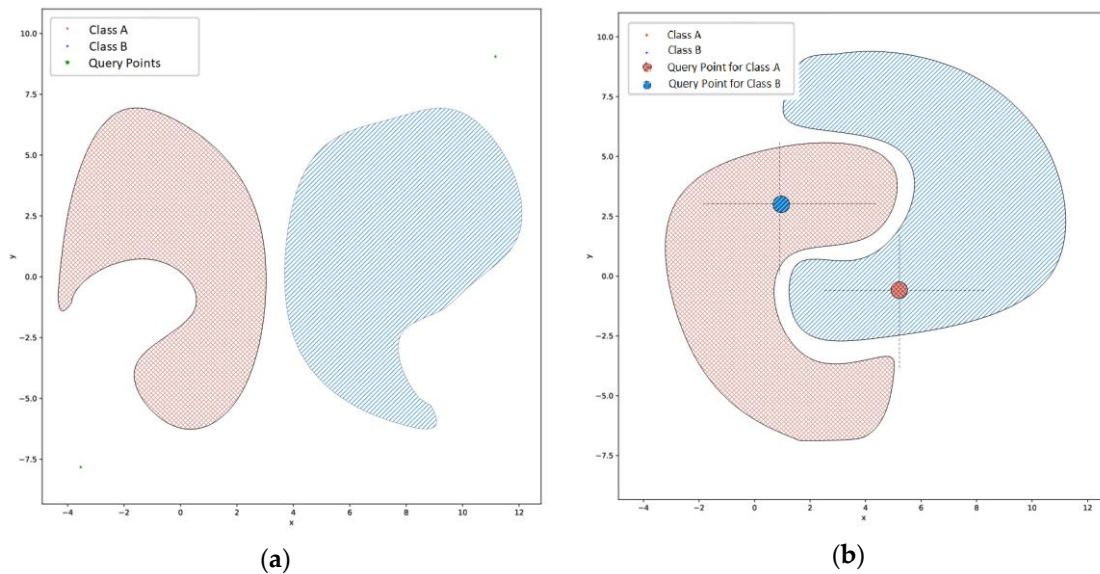 Class A
Class B
Query Points
10.0
7.5
5.0
2.5
0.0
−2.5
−5.0
−7.5
y
−4 −2 0 2 4 6 8 10 12
x
(a)
Class A
Class B
Query Point for Class A
Query Point for Class B
10.0
7.5
5.0
2.5
0.0
−2.5
−5.0
−7.5
y
−4 −2 0 2 4 6 8 10 12
x
(b)